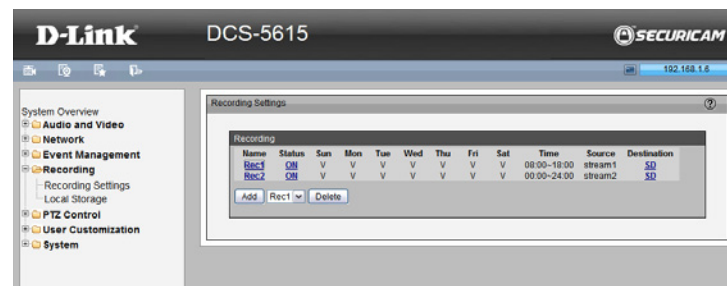 D-Link
DCS-5615
SECURICAM
192.168.1.6
System Overview
Audio and Video
Network
Event Management
Recording
Recording Settings
Local Storage
PTZ Control
User Customization
System
Recording Settings
Recording
Name Status Sun Mon Tue Wed Thu Fri Sat Time Source Destination
Rec1 ON V V V V V V V 08:00~18:00 stream1 SD
Rec2 ON V V V V V V V 00:00~24:00 stream2 SD
Add Rec1 Delete